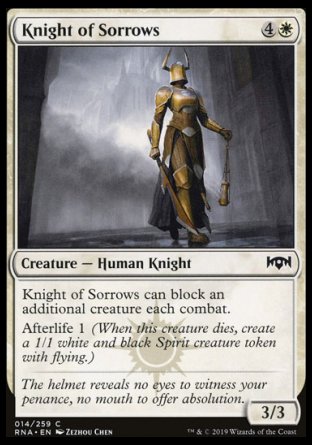 Knight of Sorrows 4
Creature — Human Knight
Knight of Sorrows can block an
additional creature each combat.
Afterlife 1 (When this creature dies, create
a 1/1 white and black Spirit creature token
with flying.)
The helmet reveals no eyes to witness your
penance, no mouth to offer absolution.
3/3
014/259 C
RNA • EN Zezhou Chen
™ & © 2019 Wizards of the Coast